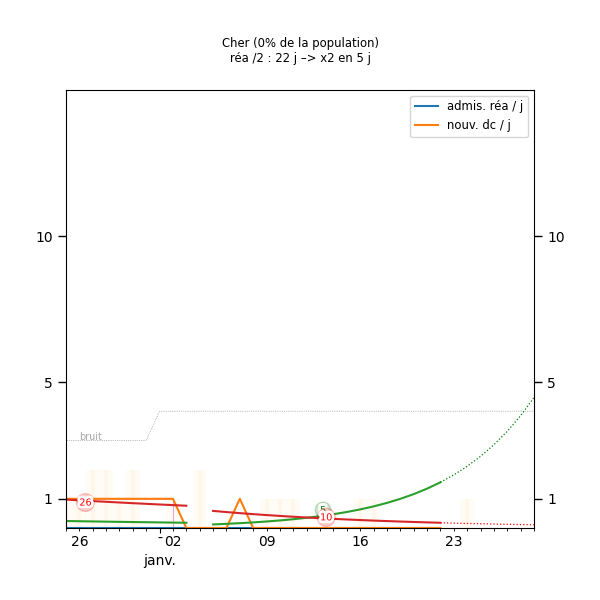 Cher (0% de la population)
réa /2 : 22 j –> x2 en 5 j
admis. réa / j
nouv. dc / j
10
10
5
5
bruit
1
1
26
5
10
26
02
09
16
23
janv.